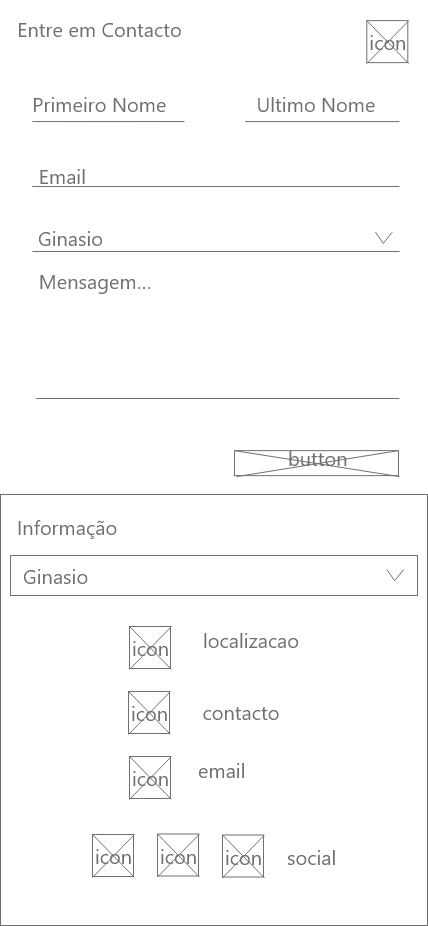 Entre em Contacto
icon
Primeiro Nome Ultimo Nome
Email
Ginasio
Mensagem...
button
Informação
Ginasio
icon localizacao
icon contacto
icon email
icon icon icon social